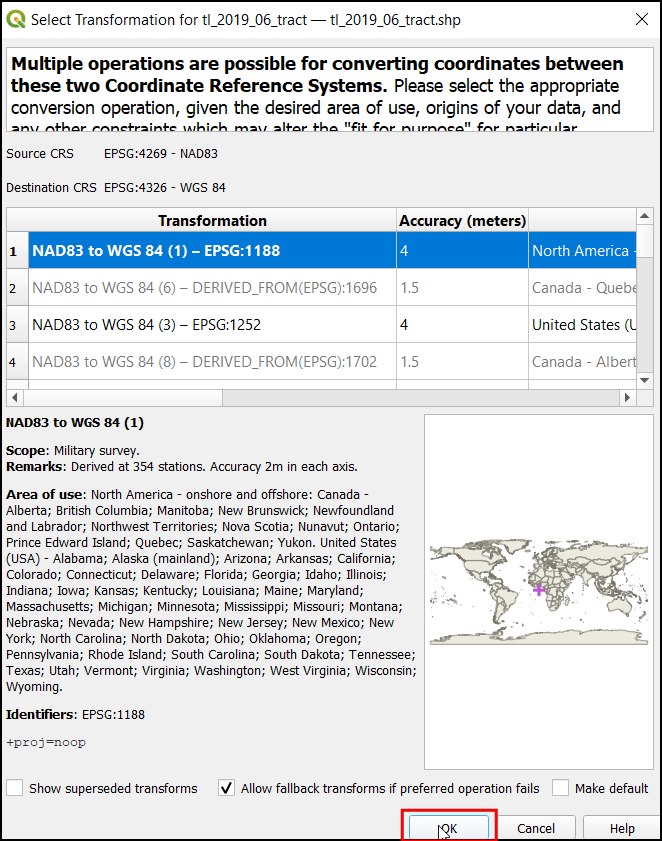 Select Transformation for tl_2019_06_tract — tl_2019_06_tract.shp
Multiple operations are possible for converting coordinates between
these two Coordinate Reference Systems. Please select the appropriate
conversion operation, given the desired area of use, origins of your data, and
any other constraints which may alter the "fit for purpose" for particular
Source CRS EPSG:4269 - NAD83
Destination CRS EPSG:4326 - WGS 84
Transformation Accuracy (meters)
1 NAD83 to WGS 84 (1) – EPSG:1188 4 North America -
2 NAD83 to WGS 84 (6) – DERIVED_FROM(EPSG):1696 1.5 Canada - Quebe
3 NAD83 to WGS 84 (3) – EPSG:1252 4 United States (U
4 NAD83 to WGS 84 (8) – DERIVED_FROM(EPSG):1702 1.5 Canada - Albert
NAD83 to WGS 84 (1)
Scope: Military survey.
Remarks: Derived at 354 stations. Accuracy 2m in each axis.
Area of use: North America - onshore and offshore: Canada -
Alberta; British Columbia; Manitoba; New Brunswick; Newfoundland
and Labrador; Northwest Territories; Nova Scotia; Nunavut; Ontario;
Prince Edward Island; Quebec; Saskatchewan; Yukon. United States
(USA) - Alabama; Alaska (mainland); Arizona; Arkansas; California;
Colorado; Connecticut; Delaware; Florida; Georgia; Idaho; Illinois;
Indiana; Iowa; Kansas; Kentucky; Louisiana; Maine; Maryland;
Massachusetts; Michigan; Minnesota; Mississippi; Missouri; Montana;
Nebraska; Nevada; New Hampshire; New Jersey; New Mexico; New
York; North Carolina; North Dakota; Ohio; Oklahoma; Oregon;
Pennsylvania; Rhode Island; South Carolina; South Dakota; Tennessee;
Texas; Utah; Vermont; Virginia; Washington; West Virginia; Wisconsin;
Wyoming.
Identifiers: EPSG:1188
+proj=noop
Show superseded transforms Allow fallback transforms if preferred operation fails Make default
OK Cancel Help